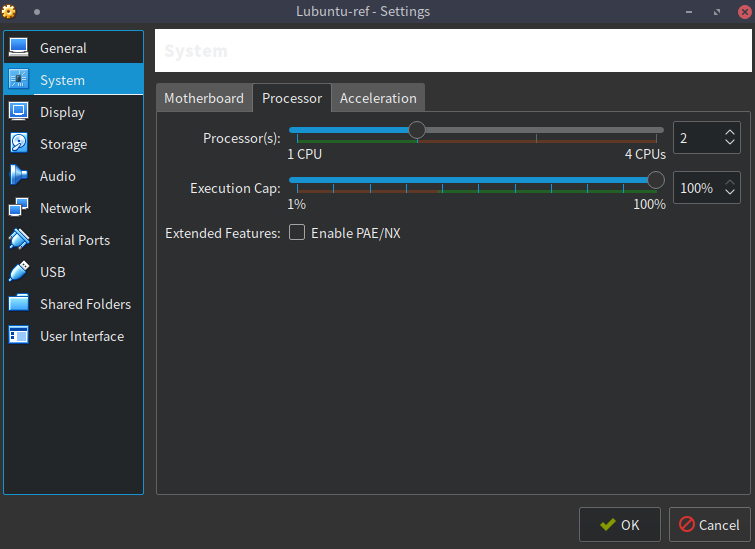 Lubuntu-ref - Settings
General
System
Display
Storage
Audio
Network
Serial Ports
USB
Shared Folders
User Interface
System
Motherboard Processor Acceleration
Processor(s): 2
1 CPU 4 CPUs
Execution Cap: 100%
1% 100%
Extended Features: Enable PAE/NX
OK Cancel